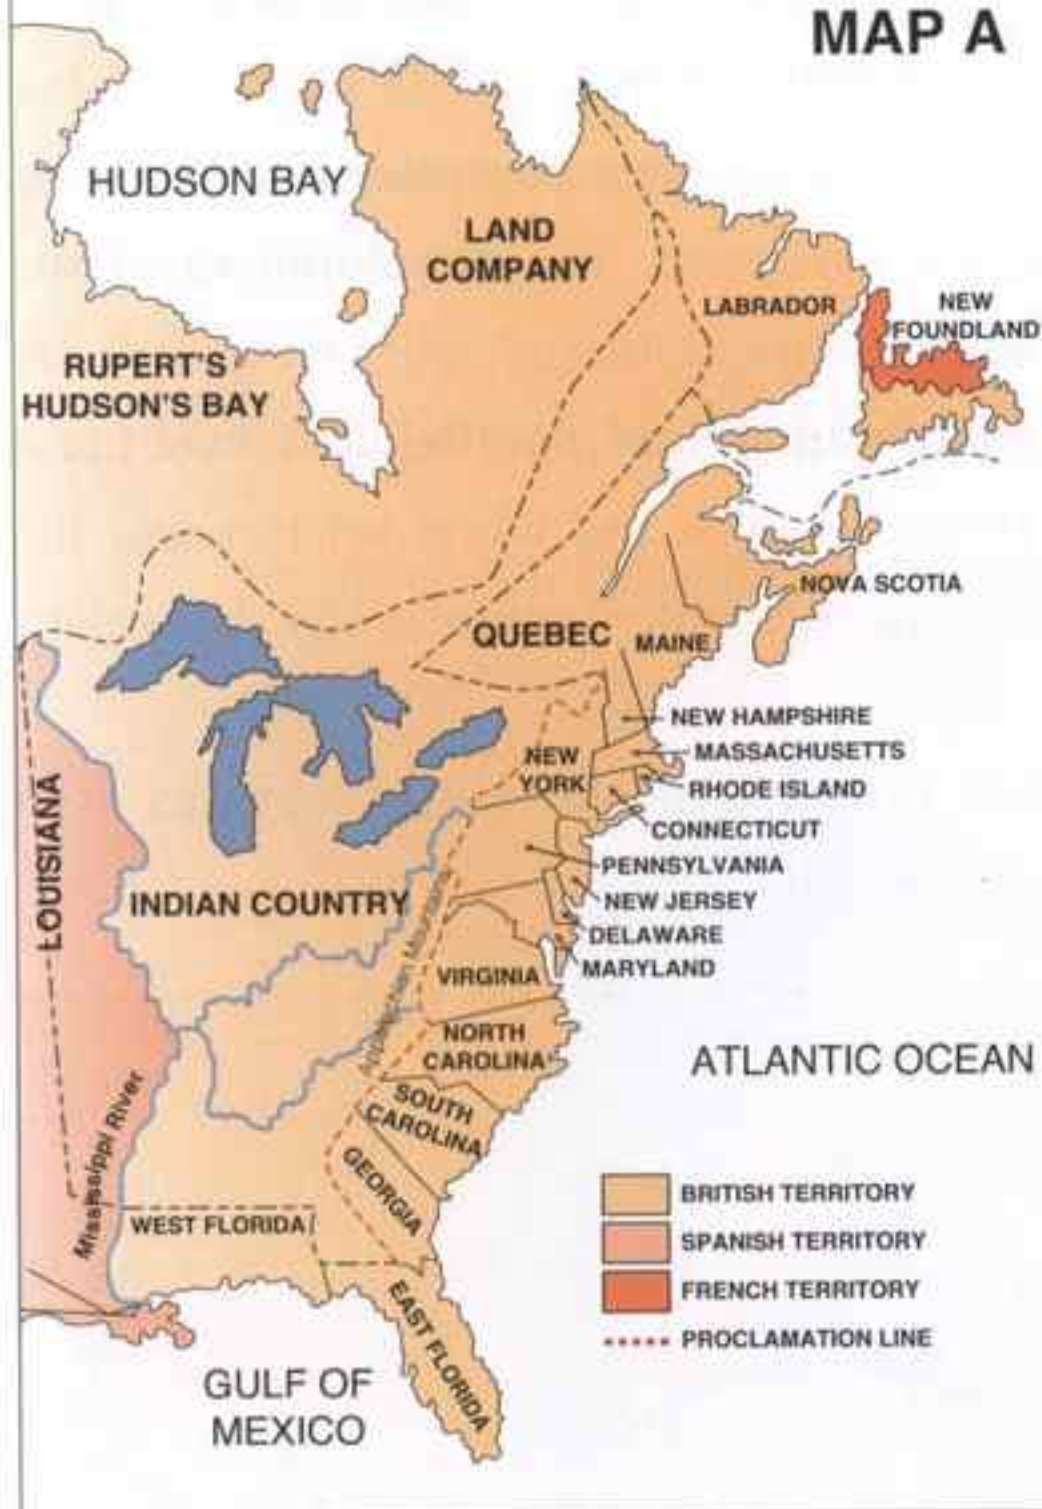 MAP A
HUDSON BAY
LAND
COMPANY
LABRADOR
NEW
FOUNDLAND
RUPERT'S
HUDSON'S BAY
NOVA SCOTIA
QUEBEC
MAINE
NEW HAMPSHIRE
MASSACHUSETTS
NEW
YORK
RHODE ISLAND
CONNECTICUT
PENNSYLVANIA
NEW JERSEY
DELAWARE
MARYLAND
LOUISIANA
INDIAN COUNTRY
Appalachian Mountains
VIRGINIA
NORTH
CAROLINA
ATLANTIC OCEAN
SOUTH
CAROLINA
Mississippi River
GEORGIA
WEST FLORIDA
EAST FLORIDA
GULF OF
MEXICO
BRITISH TERRITORY
SPANISH TERRITORY
FRENCH TERRITORY
PROCLAMATION LINE